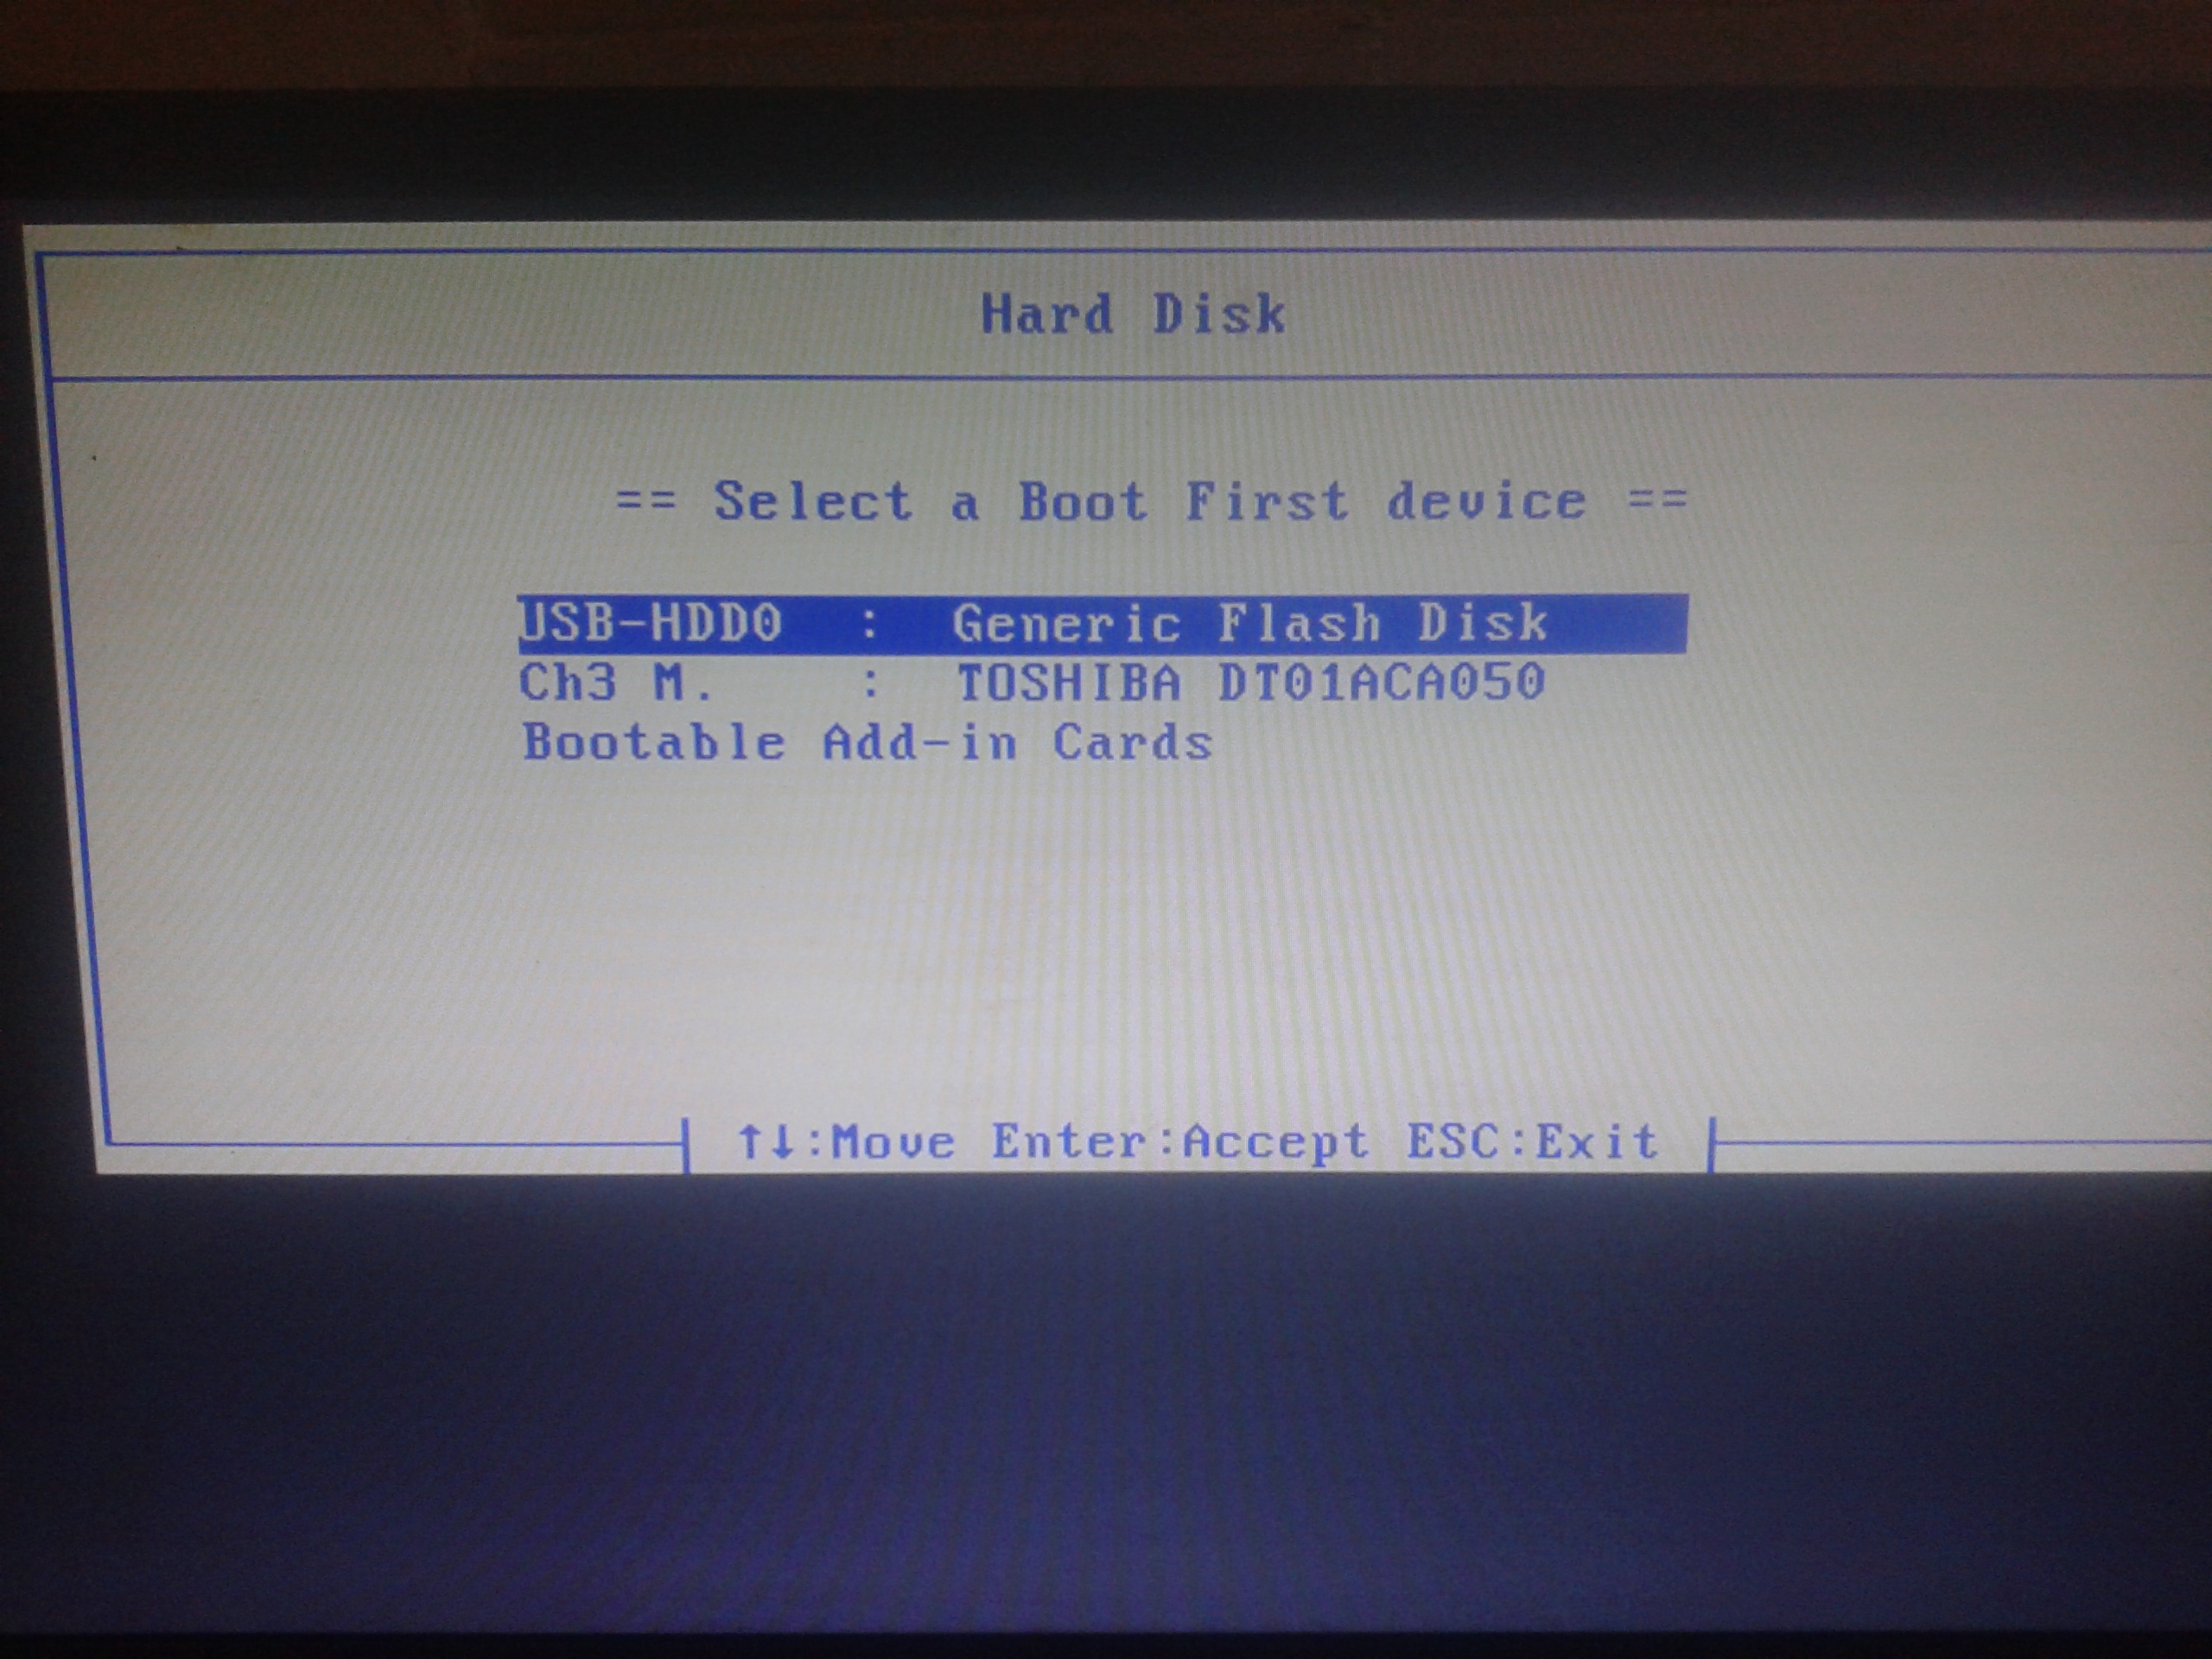 Hard Disk
== Select a Boot First device ==
USB-HDD0 : Generic Flash Disk
Ch3 M. : TOSHIBA DT01ACA050
Bootable Add-in Cards
↑↓:Move Enter:Accept ESC:Exit